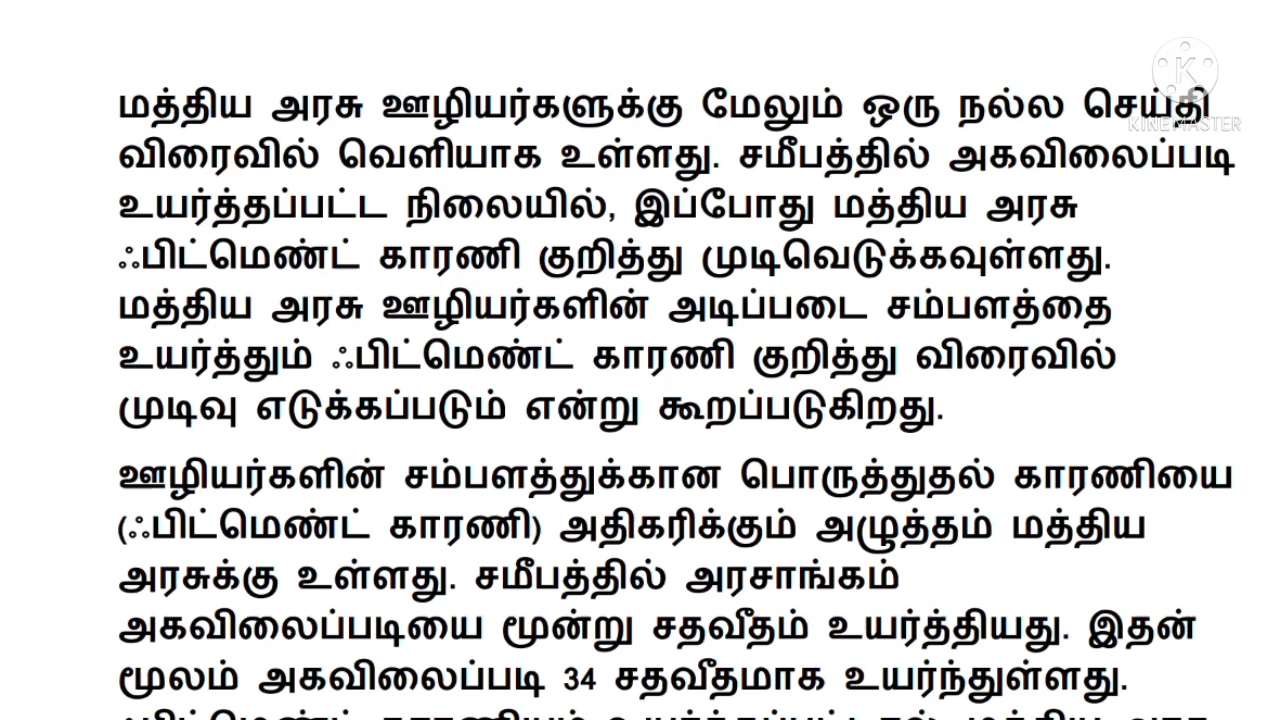 மத்திய அரசு ஊழியர்களுக்கு மேலும் ஒரு நல்ல செய்தி
விரைவில் வெளியாக உள்ளது. சமீபத்தில் அகவிலைப்படி
உயர்த்தப்பட்ட நிலையில், இப்போது மத்திய அரசு
ஃபிட்மெண்ட் காரணி குறித்து முடிவெடுக்கவுள்ளது.
மத்திய அரசு ஊழியர்களின் அடிப்படை சம்பளத்தை
உயர்த்தும் ஃபிட்மெண்ட் காரணி குறித்து விரைவில்
முடிவு எடுக்கப்படும் என்று கூறப்படுகிறது.
ஊழியர்களின் சம்பளத்துக்கான பொருத்துதல் காரணியை
(ஃபிட்மெண்ட் காரணி) அதிகரிக்கும் அழுத்தம் மத்திய
அரசுக்கு உள்ளது. சமீபத்தில் அரசாங்கம்
அகவிலைப்படியை மூன்று சதவீதம் உயர்த்தியது. இதன்
மூலம் அகவிலைப்படி 34 சதவீதமாக உயர்ந்துள்ளது.
K
KINEMASTER